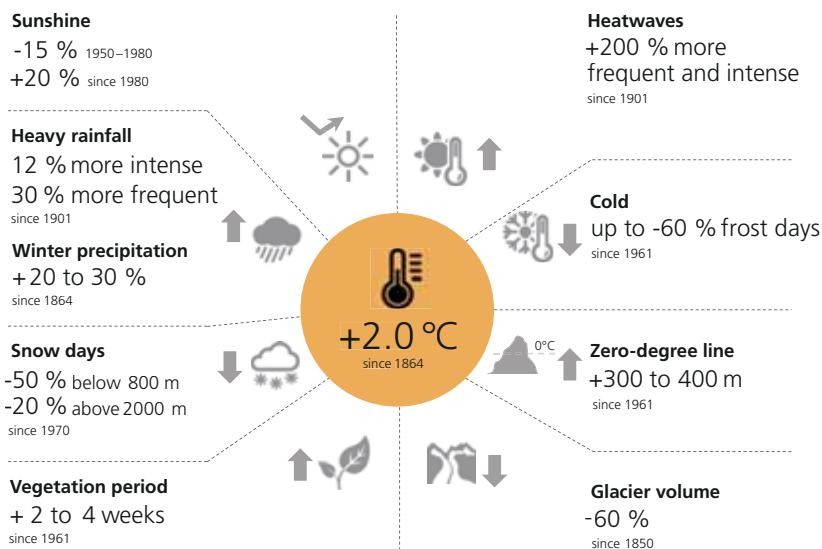 Sunshine
-15 % 1950–1980
+20 % since 1980
Heavy rainfall
12 % more intense
30 % more frequent
since 1901
Winter precipitation
+20 to 30 %
since 1864
Snow days
-50 % below 800 m
-20 % above 2000 m
since 1970
Vegetation period
+ 2 to 4 weeks
since 1961
+2.0 °C
since 1864
Heatwaves
+200 % more
frequent and intense
since 1901
Cold
up to -60 % frost days
since 1961
0°C
Zero-degree line
+300 to 400 m
since 1961
Glacier volume
-60 %
since 1850